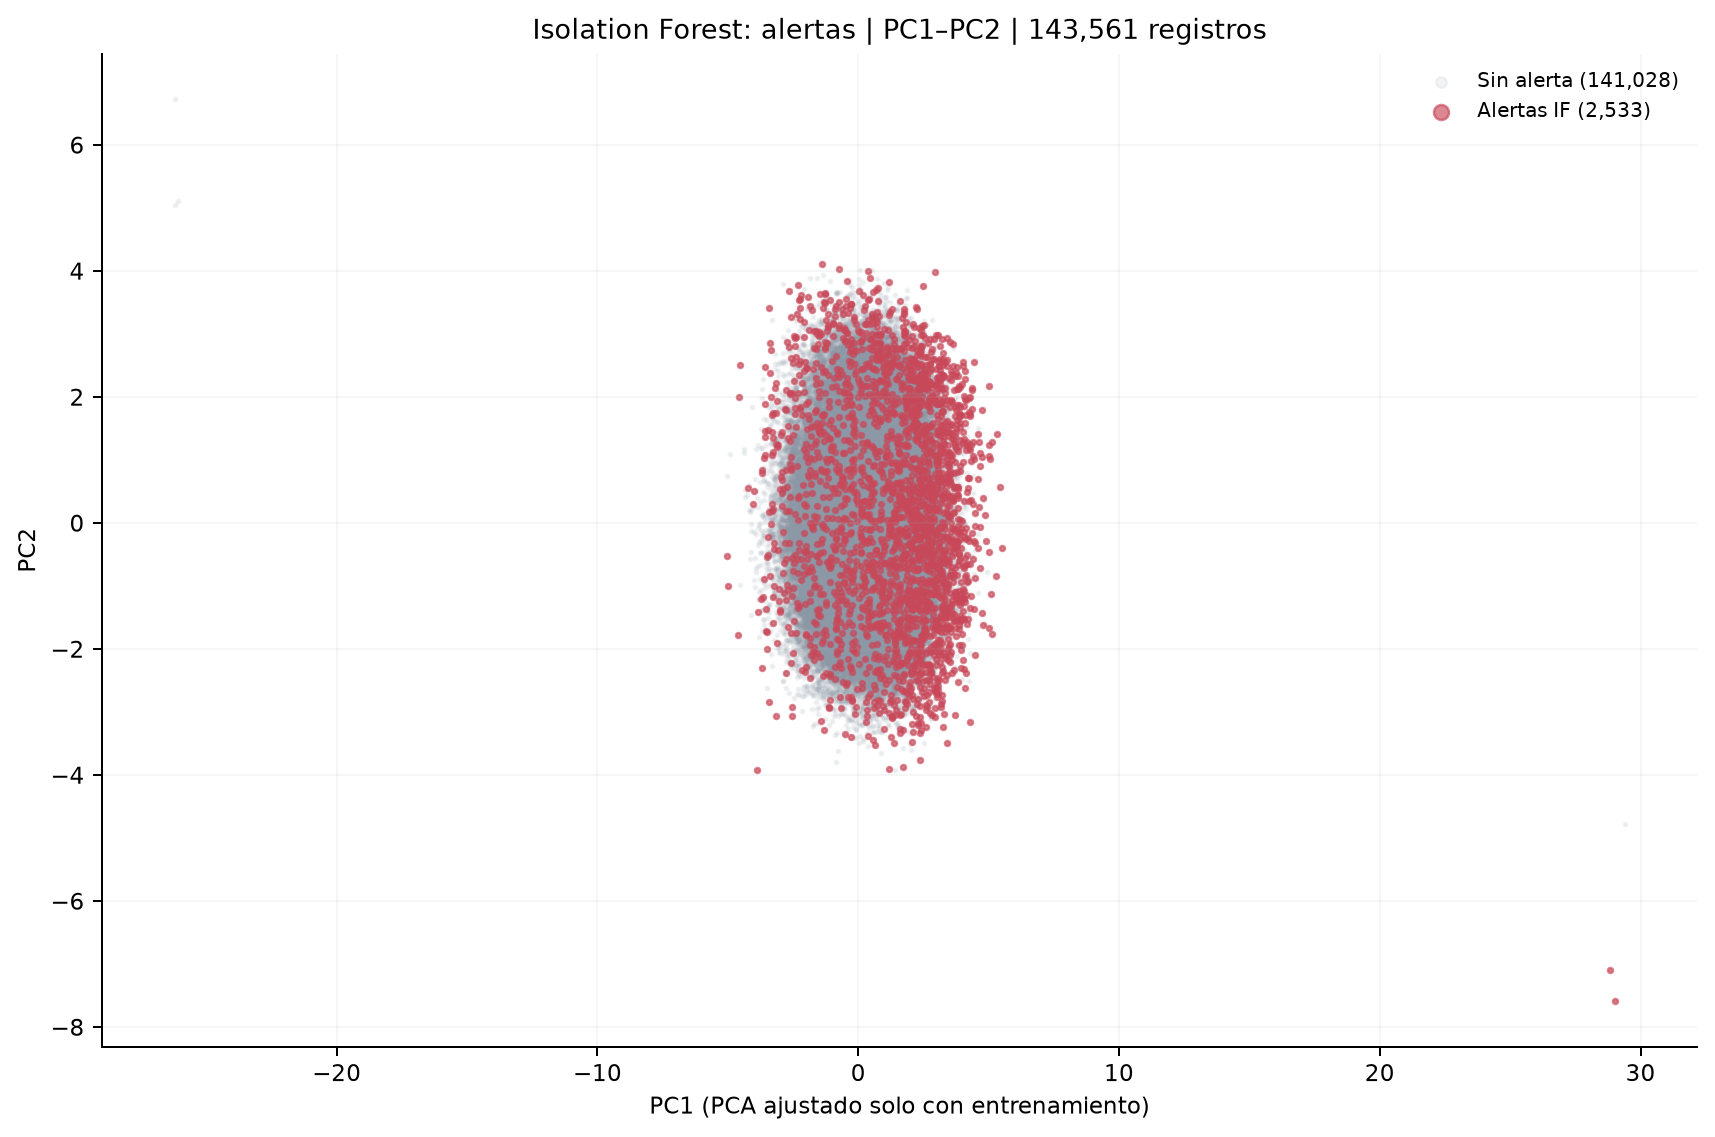 Isolation Forest: alertas | PC1–PC2 | 143,561 registros
Sin alerta (141,028)
Alertas IF (2,533)
PC2
6
4
2
0
−2
−4
−6
−8
−20
−10
0
10
20
30
PC1 (PCA ajustado solo con entrenamiento)